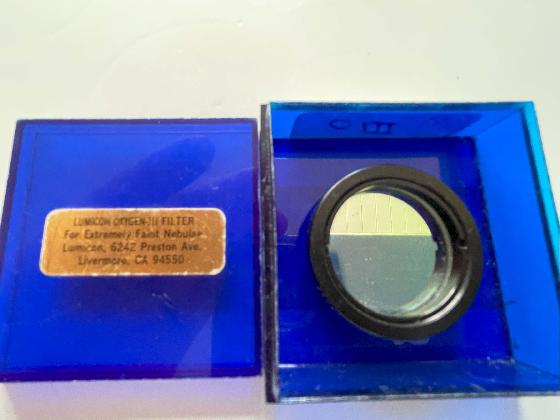 LUMICON OXYGEN-III FILTER
For Extremely Faint Nebulae
Lumicon, 6242 Preston Ave.
Livermore, CA 94550